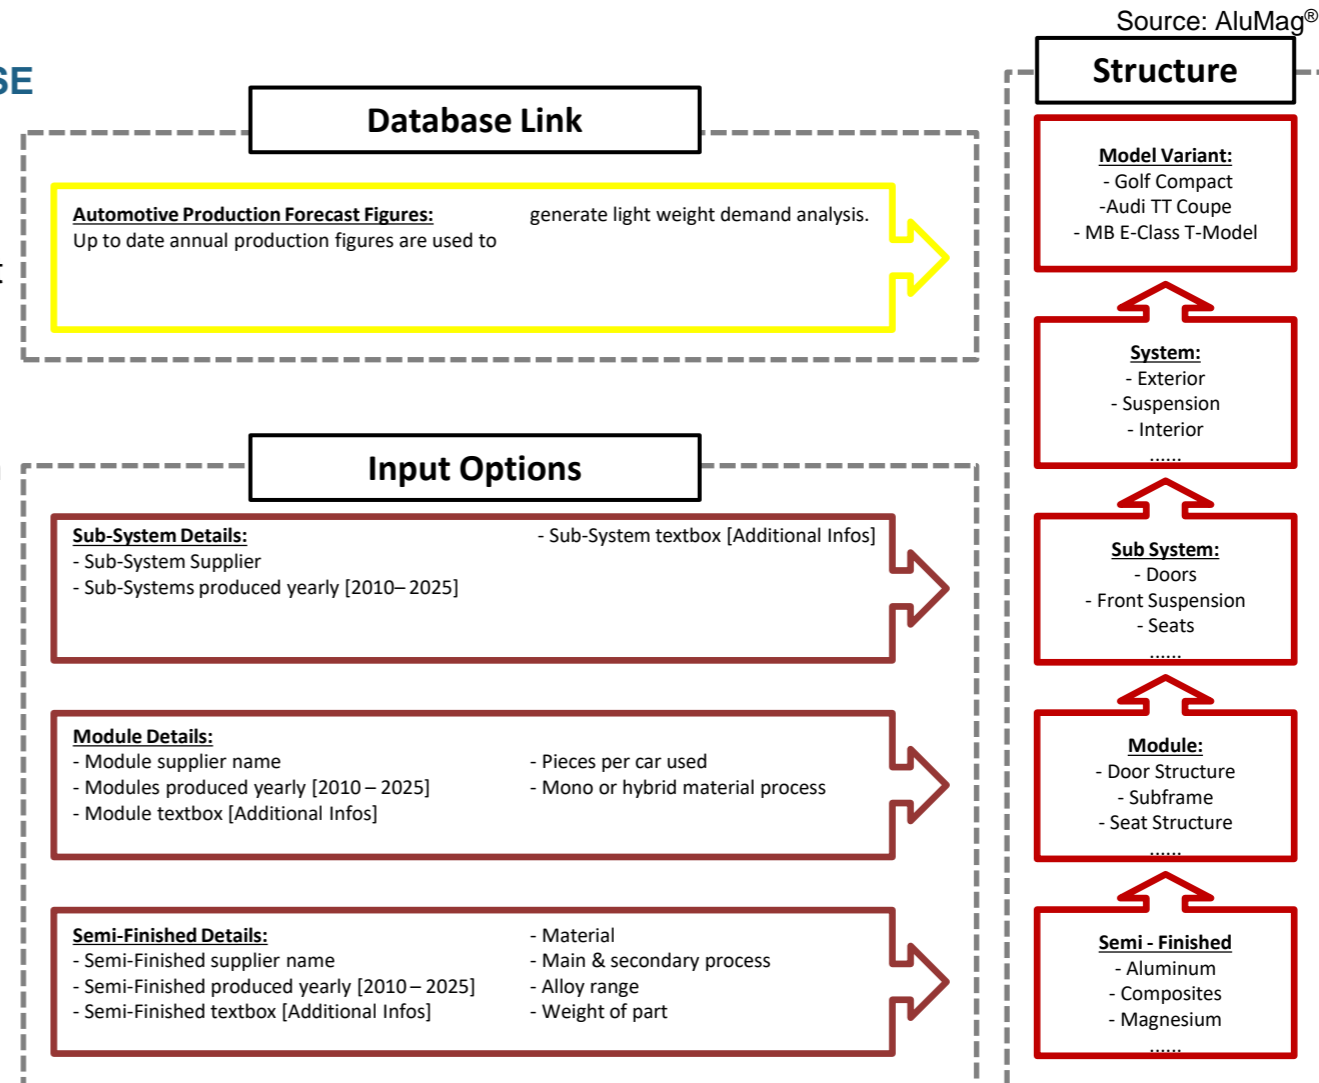 Source: AluMag®
SE
Database Link
Automotive Production Forecast Figures:
Up to date annual production figures are used to
generate light weight demand analysis.
Input Options
Sub-System Details:
- Sub-System Supplier
- Sub-Systems produced yearly [2010– 2025]
- Sub-System textbox [Additional Infos]
Module Details:
- Module supplier name
- Modules produced yearly [2010 – 2025]
- Module textbox [Additional Infos]
- Pieces per car used
- Mono or hybrid material process
Semi-Finished Details:
- Semi-Finished supplier name
- Semi-Finished produced yearly [2010 – 2025]
- Semi-Finished textbox [Additional Infos]
- Material
- Main & secondary process
- Alloy range
- Weight of part
Structure
Model Variant:
- Golf Compact
-Audi TT Coupe
- MB E-Class T-Model
System:
- Exterior
- Suspension
- Interior
......
Sub System:
- Doors
- Front Suspension
- Seats
......
Module:
- Door Structure
- Subframe
- Seat Structure
......
Semi - Finished
- Aluminum
- Composites
- Magnesium
......